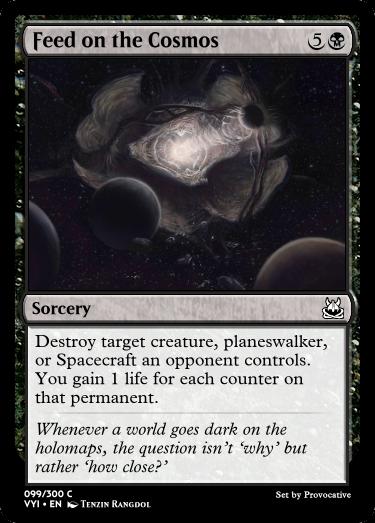 Feed on the Cosmos 5
Sorcery
Destroy target creature, planeswalker,
or Spacecraft an opponent controls.
You gain 1 life for each counter on
that permanent.
Whenever a world goes dark on the
holomaps, the question isn't ‘why’ but
rather ‘how close?’
099/300 C
VYI • EN Tenzin Rangdol
Set by Provocative